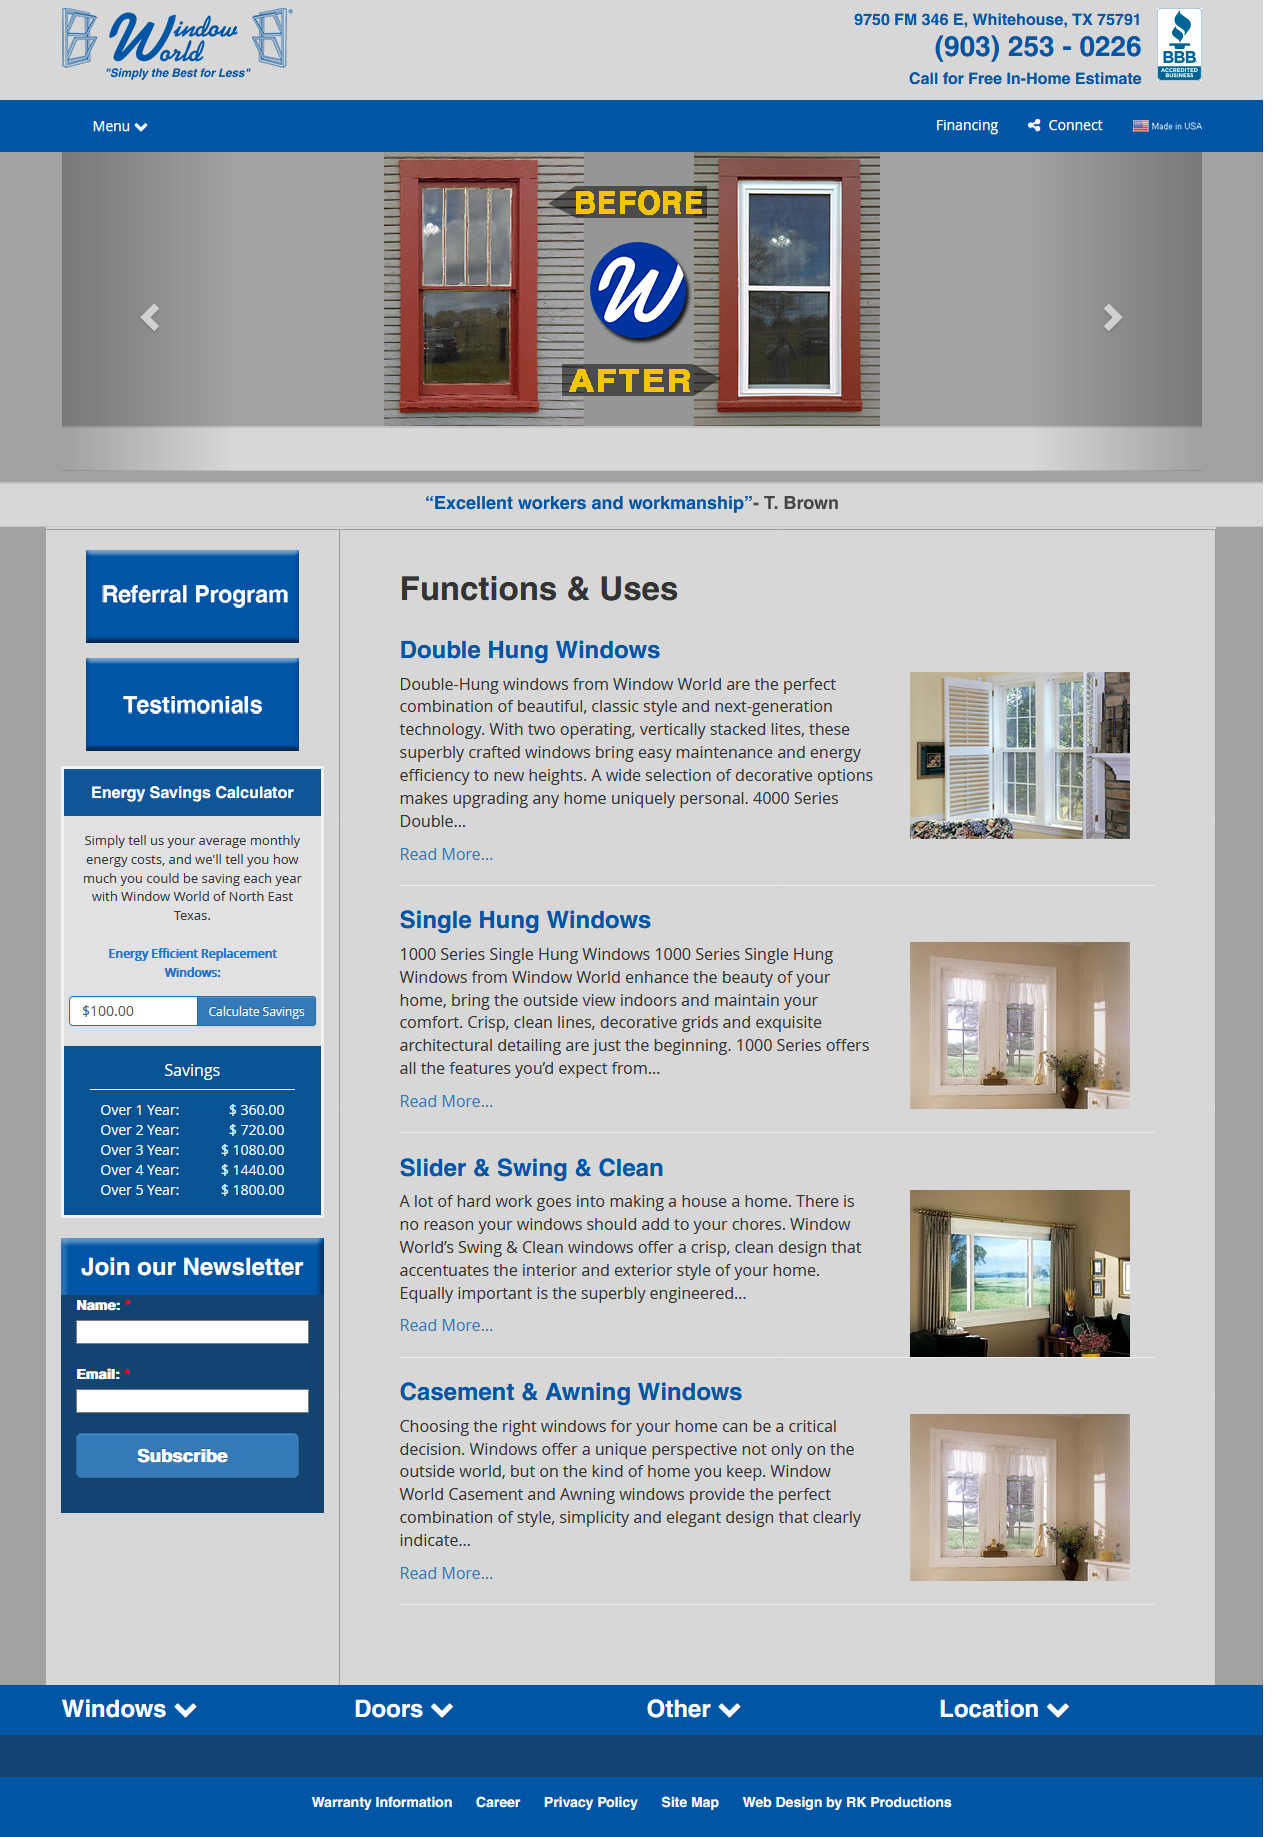 Window
World
"Simply the Best for Less"
9750 FM 346 E, Whitehouse, TX 75791
(903) 253 - 0226
Call for Free In-Home Estimate
BBB
ACCREDITED
BUSINESS
Menu
Financing
Connect
Made in USA
BEFORE
W
AFTER
“Excellent workers and workmanship”- T. Brown
Referral Program
Testimonials
Energy Savings Calculator
Simply tell us your average monthly
energy costs, and we'll tell you how
much you could be saving each year
with Window World of North East
Texas.
Energy Efficient Replacement
Windows:
$100.00
Calculate Savings
Savings
Over 1 Year: $ 360.00
Over 2 Year: $ 720.00
Over 3 Year: $ 1080.00
Over 4 Year: $ 1440.00
Over 5 Year: $ 1800.00
Join our Newsletter
Name: *
Email: *
Subscribe
Functions & Uses
Double Hung Windows
Double-Hung windows from Window World are the perfect
combination of beautiful, classic style and next-generation
technology. With two operating, vertically stacked lites, these
superbly crafted windows bring easy maintenance and energy
efficiency to new heights. A wide selection of decorative options
makes upgrading any home uniquely personal. 4000 Series
Double...
Read More...
Single Hung Windows
1000 Series Single Hung Windows 1000 Series Single Hung
Windows from Window World enhance the beauty of your
home, bring the outside view indoors and maintain your
comfort. Crisp, clean lines, decorative grids and exquisite
architectural detailing are just the beginning. 1000 Series offers
all the features you’d expect from...
Read More...
Slider & Swing & Clean
A lot of hard work goes into making a house a home. There is
no reason your windows should add to your chores. Window
World’s Swing & Clean windows offer a crisp, clean design that
accentuates the interior and exterior style of your home.
Equally important is the superbly engineered...
Read More...
Casement & Awning Windows
Choosing the right windows for your home can be a critical
decision. Windows offer a unique perspective not only on the
outside world, but on the kind of home you keep. Window
World Casement and Awning windows provide the perfect
combination of style, simplicity and elegant design that clearly
indicate...
Read More...
Windows
Doors
Other
Location
Warranty Information
Career
Privacy Policy
Site Map
Web Design by RK Productions